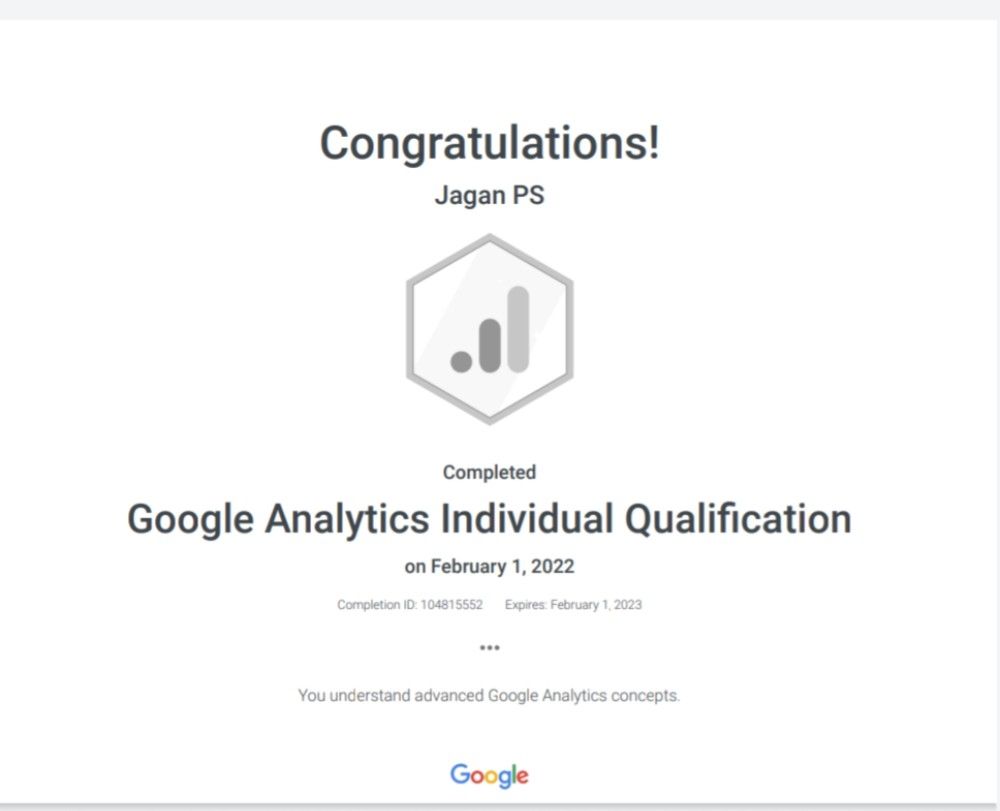 Congratulations!
Jagan PS
Completed
Google Analytics Individual Qualification
on February 1, 2022
Completion ID: 104815552 Expires: February 1, 2023
...
You understand advanced Google Analytics concepts.
Google